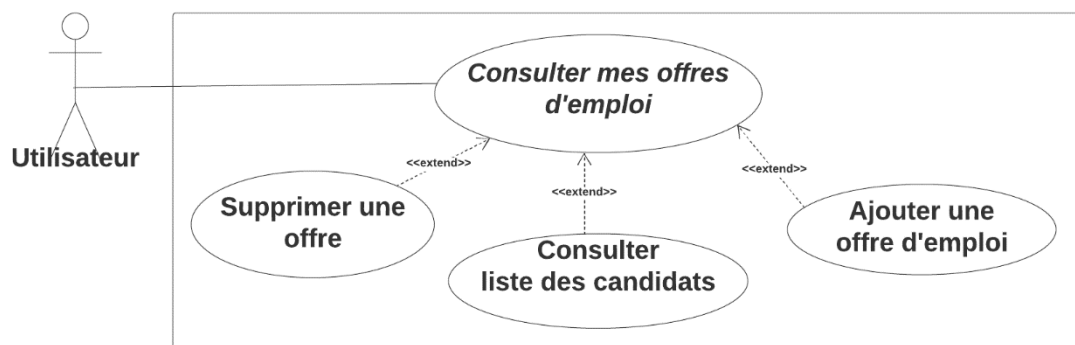 Consulter mes offres
d'emploi
Utilisateur
<<extend>>
<<extend>>
<<extend>>
Supprimer une
offre
Consulter
liste des candidats
Ajouter une
offre d'emploi